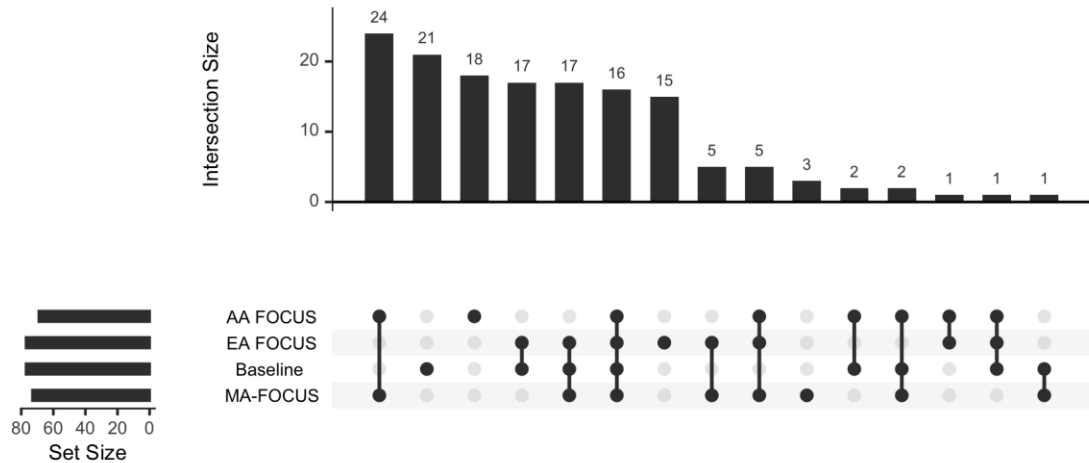 24 21 18 17 17 16 15 5 5 3 2 2 1 1 1
Intersection Size
20
10
0
AA FOCUS
EA FOCUS
Baseline
MA-FOCUS
80 60 40 20 0
Set Size